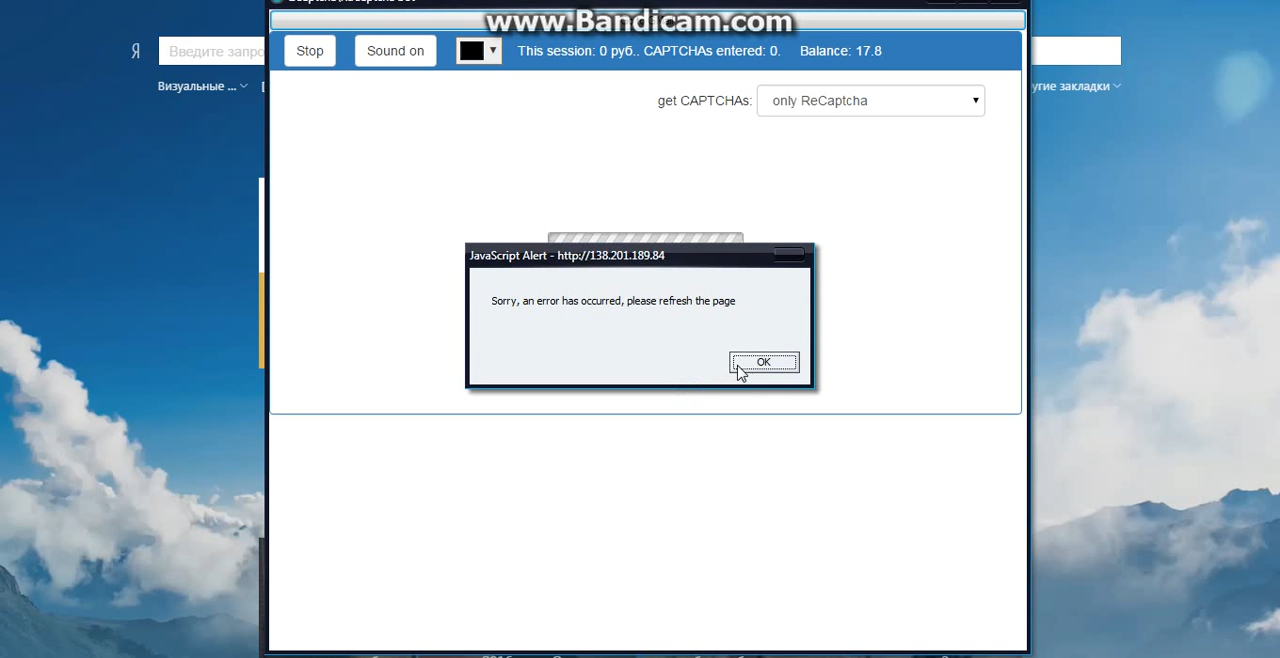 www.Bandicam.com
Я Введите запро
Stop Sound on This session: 0 руб.. CAPTCHAs entered: 0. Balance: 17.8
Визуальные ...
угие закладки
get CAPTCHAs: only ReCaptcha
JavaScript Alert - http://138.201.189.84
Sorry, an error has occurred, please refresh the page
OK